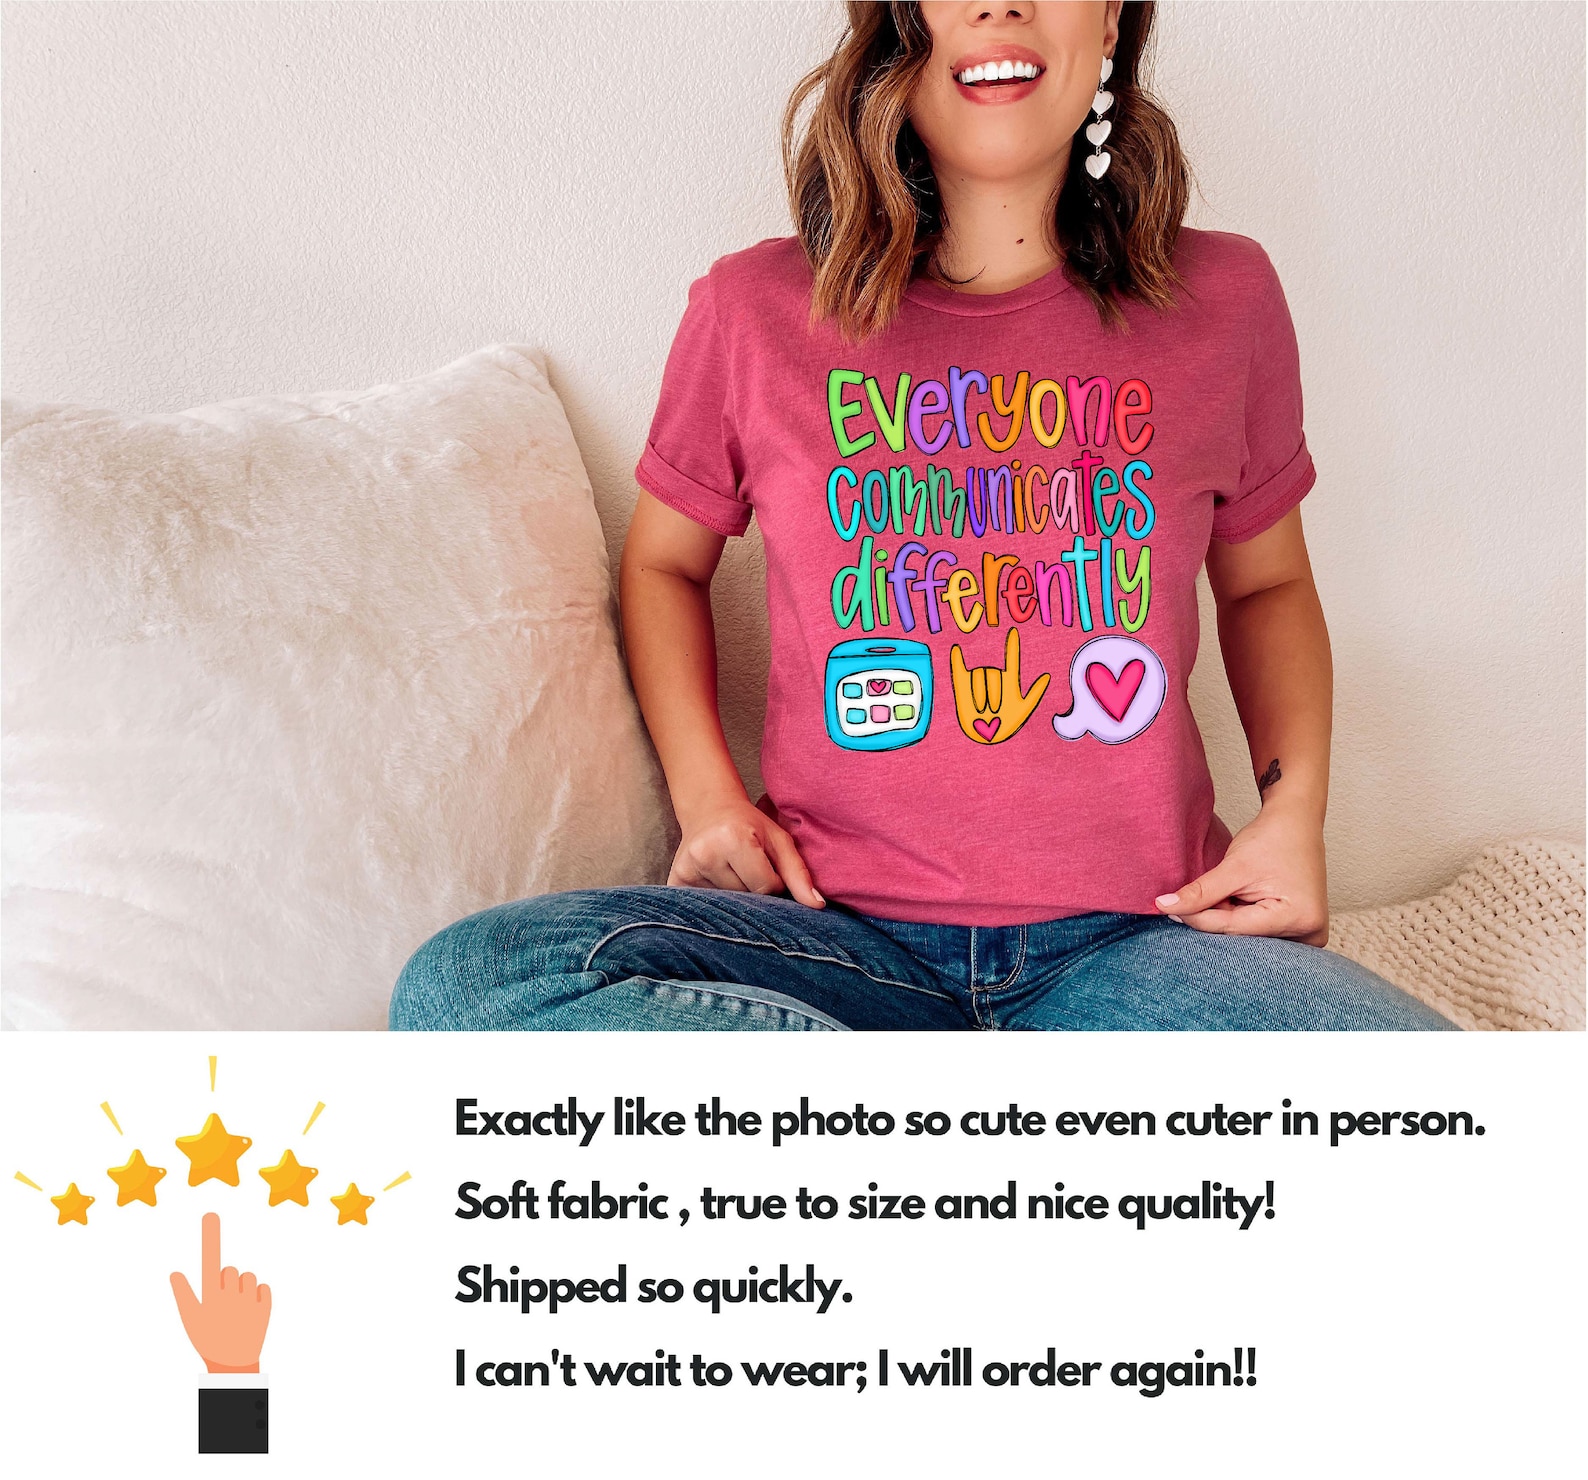 Everyone
communicates
differently
Exactly like the photo so cute even cuter in person.
Soft fabric , true to size and nice quality!
Shipped so quickly.
I can't wait to wear; I will order again!!